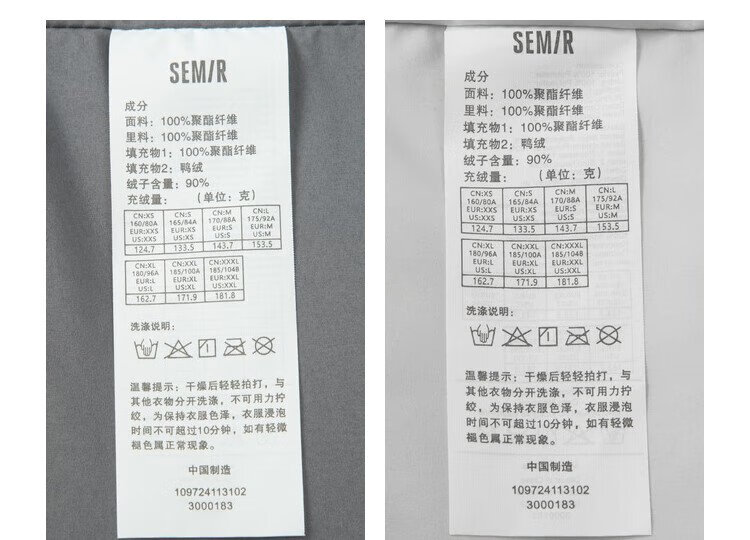 SEM/R
成分
面料：100%聚酯纤维
里料：100%聚酯纤维
填充物1：100%聚酯纤维
填充物2：鸭绒
绒子含量：90%
充绒量： （单位：克）
CN:XS CN:S CN:M CN:L
160/80A 165/84A 170/88A 175/92A
EUR:XXS EUR:XS EUR:S EUR:M
US:XXS US:XS US:S US:M
124.7 133.5 143.7 153.5
CN:XL CN:XXL CN:XXXL
180/96A 185/100A 185/104B
EUR:L EUR:XL EUR:XXL
US:L US:XL US:XXL
162.7 171.9 181.8
洗涤说明：
温馨提示：干燥后轻轻拍打，与
其他衣物分开洗涤，不可用力拧
绞，为保持衣服色泽，衣服浸泡
时间不可超过10分钟，如有轻微
褪色属正常现象。
中国制造
109724113102
3000183
SEM/R
成分
面料：100%聚酯纤维
里料：100%聚酯纤维
填充物1：100%聚酯纤维
填充物2：鸭绒
绒子含量：90%
充绒量： （单位：克）
CN:XS CN:S CN:M CN:L
160/80A 165/84A 170/88A 175/92A
EUR:XXS EUR:XS EUR:S EUR:M
US:XXS US:XS US:S US:M
124.7 133.5 143.7 153.5
CN:XL CN:XXL CN:XXXL
180/96A 185/100A 185/104B
EUR:L EUR:XL EUR:XXL
US:L US:XL US:XXL
162.7 171.9 181.8
洗涤说明：
温馨提示：干燥后轻轻拍打，与
其他衣物分开洗涤，不可用力拧
绞，为保持衣服色泽，衣服浸泡
时间不可超过10分钟，如有轻微
褪色属正常现象。
中国制造
109724113102
3000183